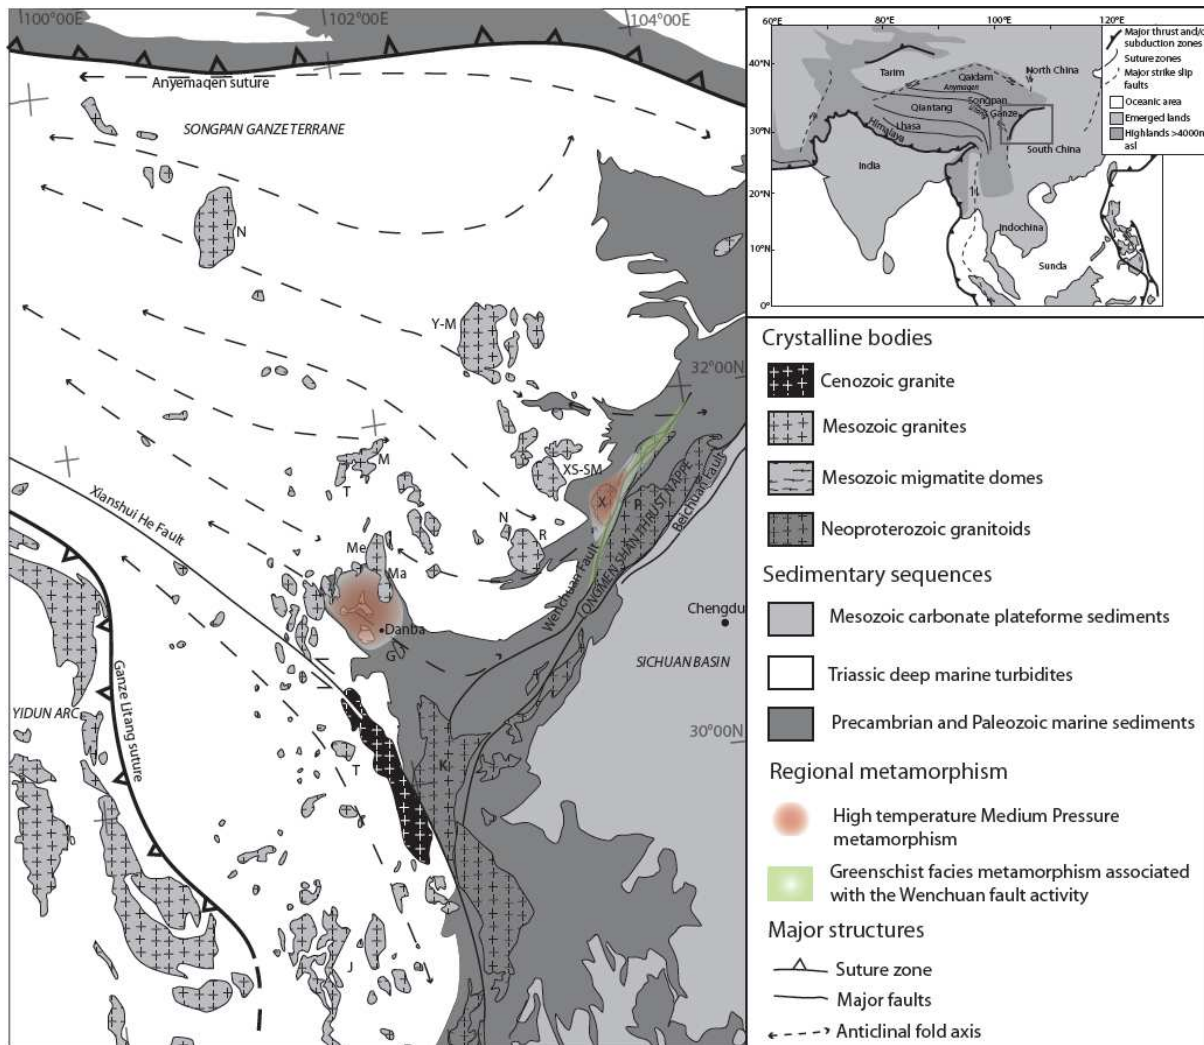 100°00E
102°00E
104°00E
Anyemaqen suture
SONGPAN GANZE TERRANE
N
Y-M
32°00N
M
T
XS-SM
X
P
N
R
Me
Ma
Xianshui He Fault
Wenchuan Fault
LONGMEN SHAN THRUST NAPPE
Beichuan Fault
Danba
G
Chengdu
SICHUAN BASIN
Ganze Litang suture
YIDUN ARC
30°00N
T
K
J
60°E
80°E
100°E
120°E
40°N
30°N
20°N
10°N
0°
Tarim
Qaidam
North China
Anymaqen
Songpan
Ganze
Qiangtang
Lhasa
Himalaya
South China
India
Indochina
Sunda
Major thrust and/o
subduction zones
Suture zones
Major strike slip
faults
Oceanic area
Emerged lands
Highlands >4000m
asl
Crystalline bodies
Cenozoic granite
Mesozoic granites
Mesozoic migmatite domes
Neoproterozoic granitoids
Sedimentary sequences
Mesozoic carbonate plateforme sediments
Triassic deep marine turbidites
Precambrian and Paleozoic marine sediments
Regional metamorphism
High temperature Medium Pressure
metamorphism
Greenschist facies metamorphism associated
with the Wenchuan fault activity
Major structures
Suture zone
Major faults
Anticlinal fold axis